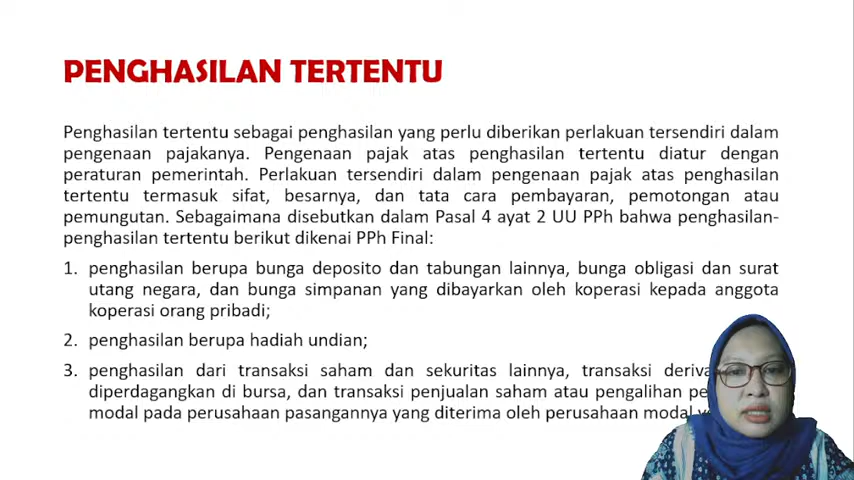 PENGHASILAN TERTENTU
Penghasilan tertentu sebagai penghasilan yang perlu diberikan perlakuan tersendiri dalam
pengenaan pajakanya. Pengenaan pajak atas penghasilan tertentu diatur dengan
peraturan pemerintah. Perlakuan tersendiri dalam pengenaan pajak atas penghasilan
tertentu termasuk sifat, besarnya, dan tata cara pembayaran, pemotongan atau
pemungutan. Sebagaimana disebutkan dalam Pasal 4 ayat 2 UU PPh bahwa penghasilan-
penghasilan tertentu berikut dikenai PPh Final:
1. penghasilan berupa bunga deposito dan tabungan lainnya, bunga obligasi dan surat
utang negara, dan bunga simpanan yang dibayarkan oleh koperasi kepada anggota
koperasi orang pribadi;
2. penghasilan berupa hadiah undian;
3. penghasilan dari transaksi saham dan sekuritas lainnya, transaksi
diperdagangkan di bursa, dan transaksi penjualan saham atau pengalihan
modal pada perusahaan pasangannya yang diterima oleh perusahaan modal